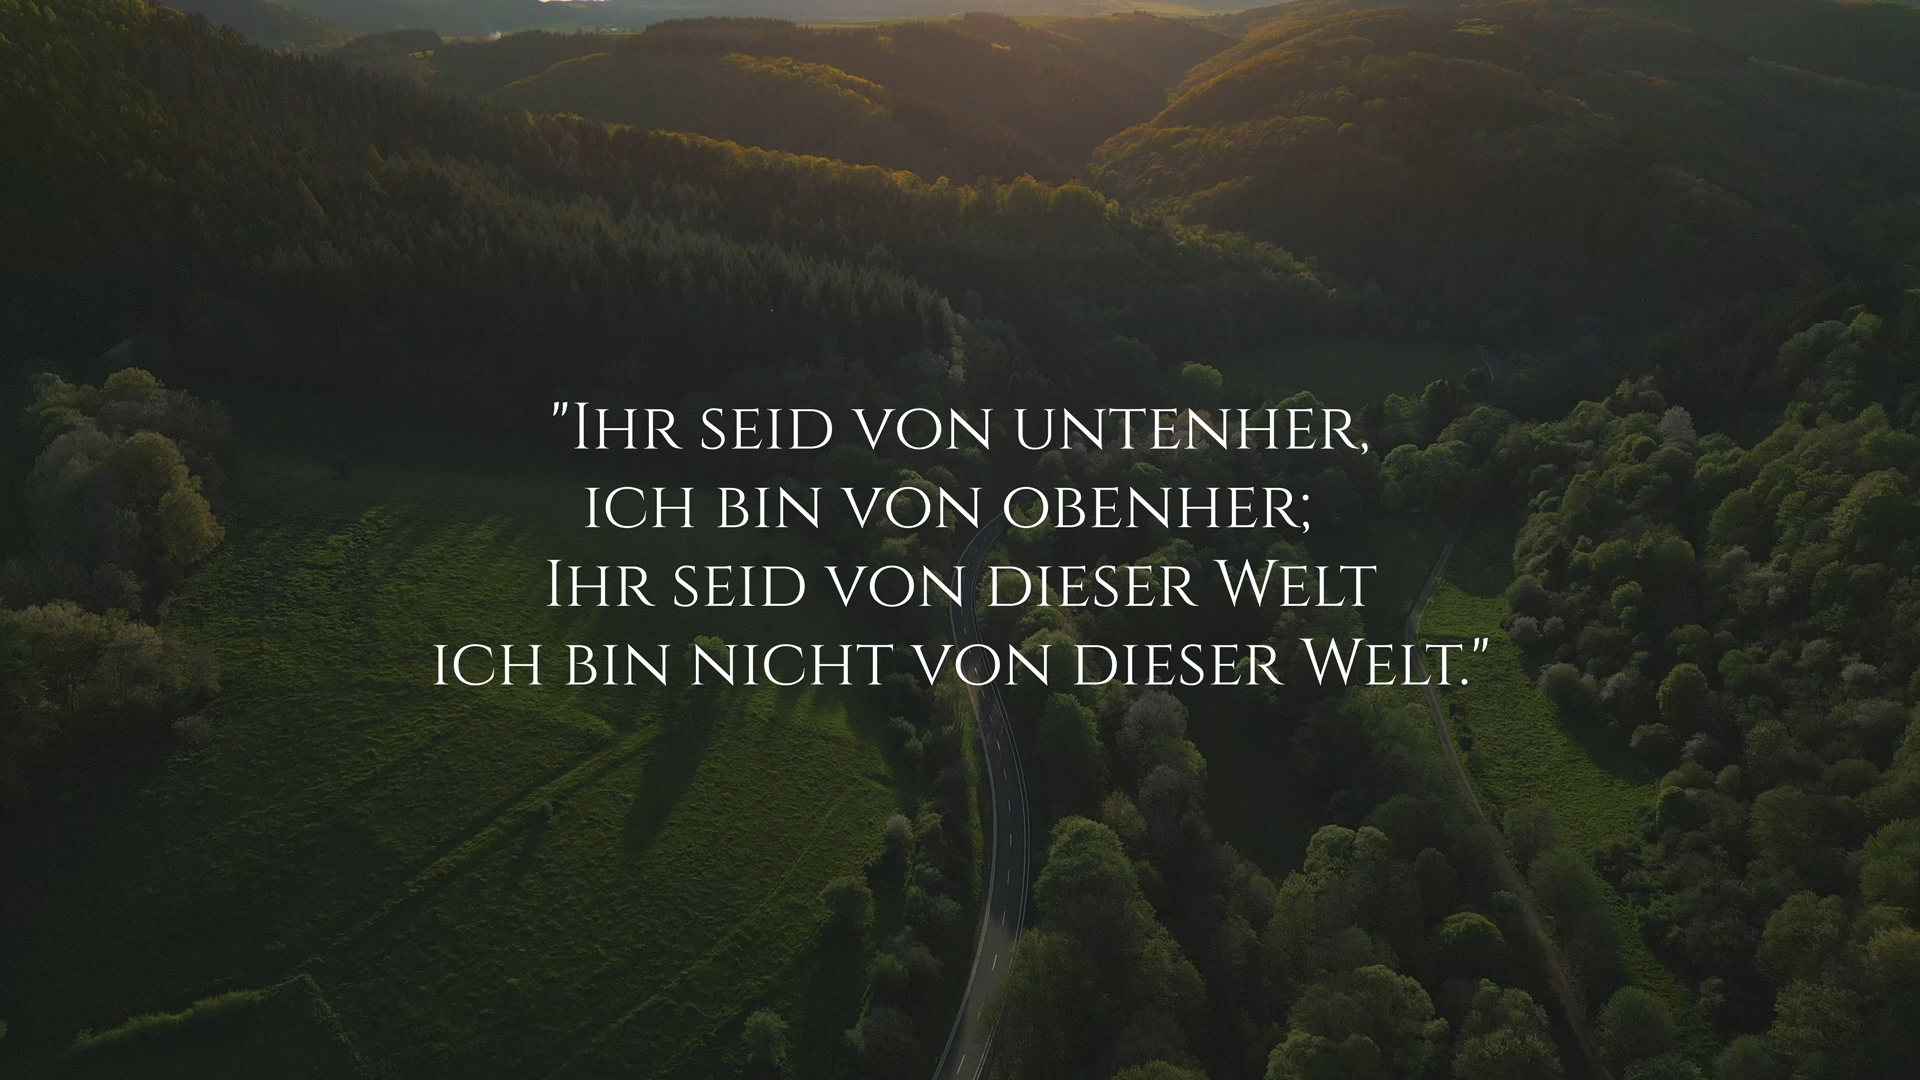 "Ihr seid von untenher,
ich bin von obenher;
Ihr seid von dieser Welt
ich bin nicht von dieser Welt."